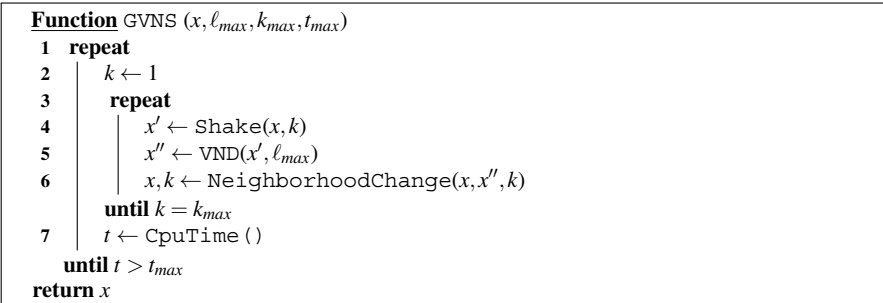 Function GVNS (x, ℓmax, kmax, tmax)
1 repeat
2 k ← 1
3 repeat
4 x′ ← Shake(x, k)
5 x″ ← VND(x′, ℓmax)
6 x, k ← NeighborhoodChange(x, x″, k)
until k = kmax
7 t ← CpuTime()
until t > tmax
return x